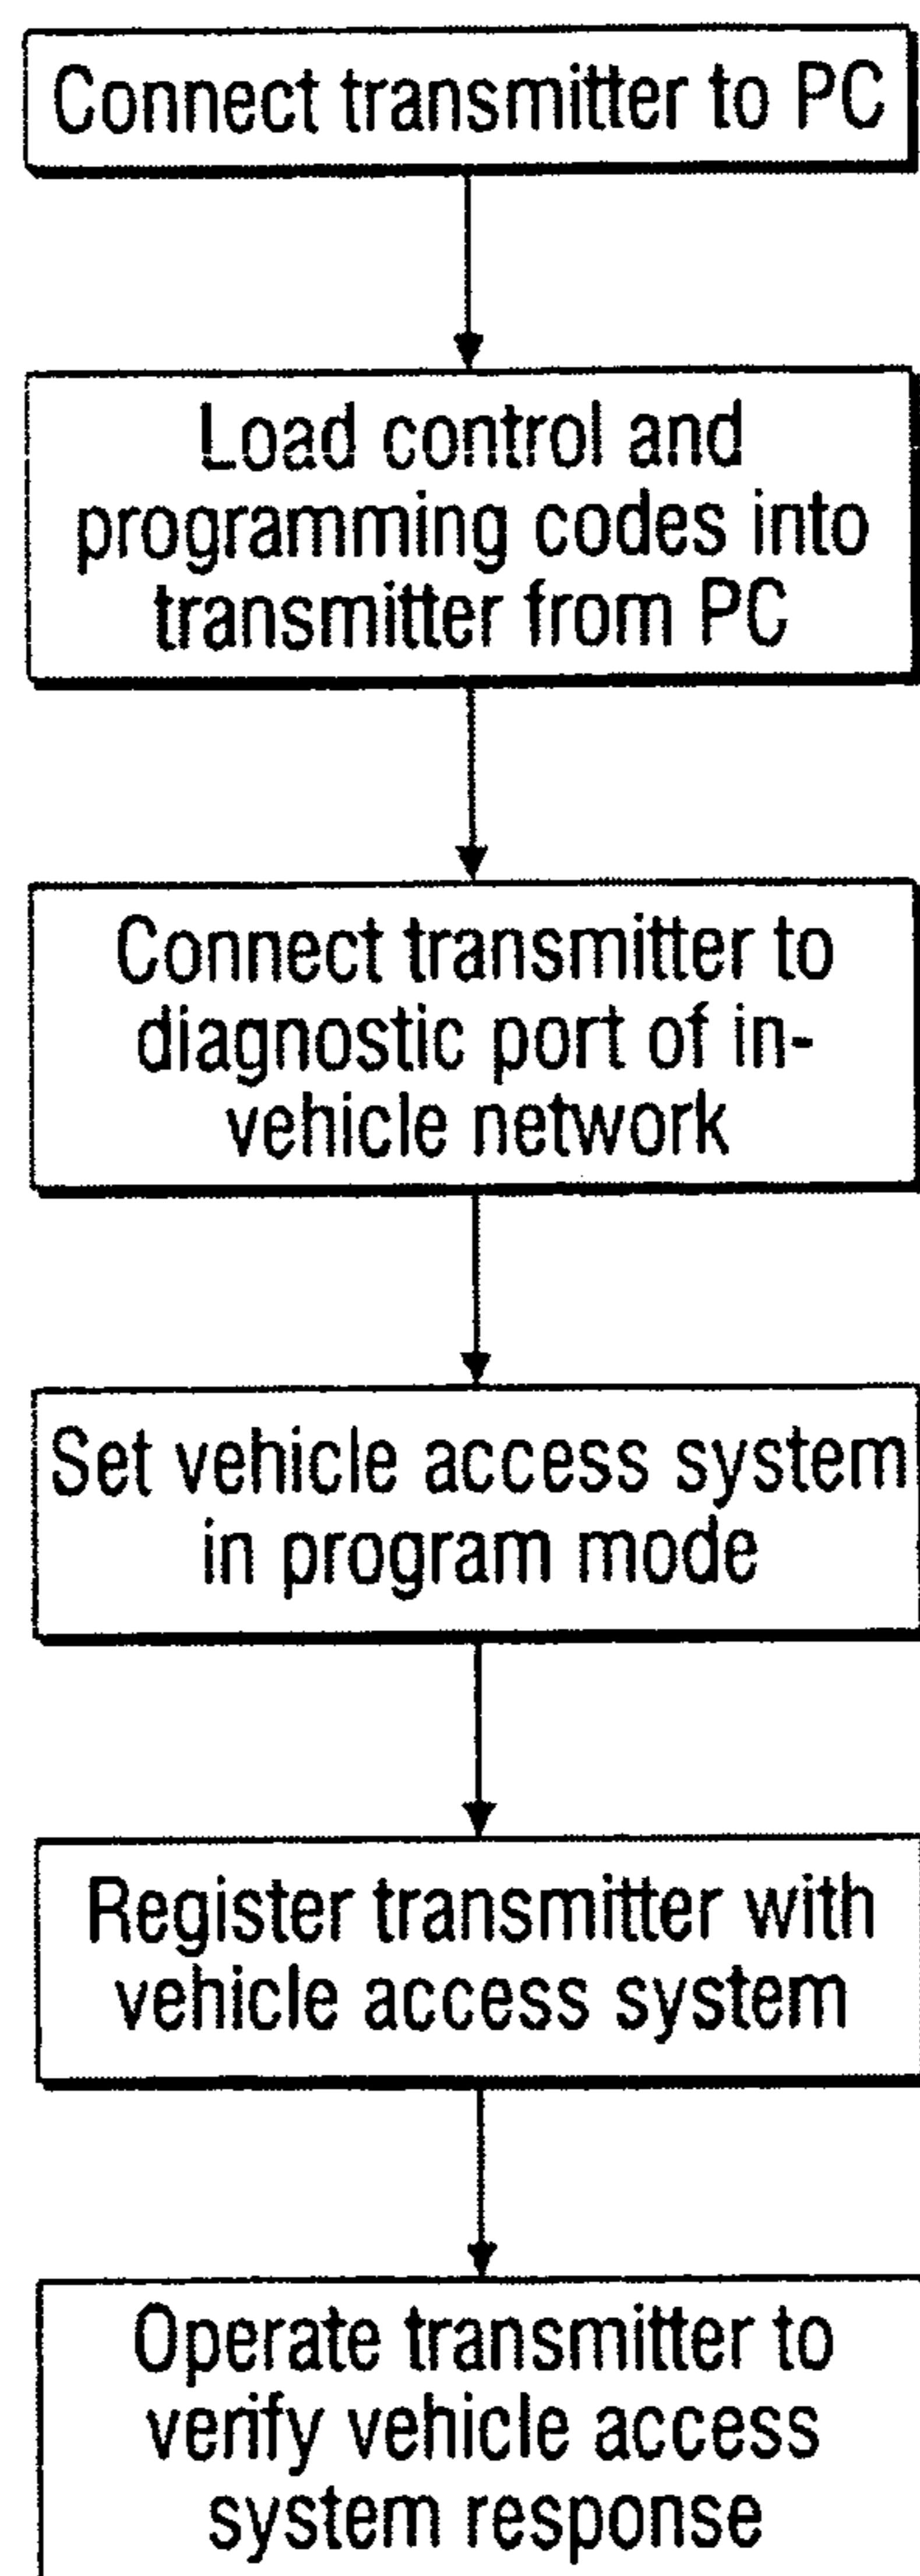 Connect transmitter to PC
Load control and
programming codes into
transmitter from PC
Connect transmitter to
diagnostic port of in-
vehicle network
Set vehicle access system
in program mode
Register transmitter with
vehicle access system
Operate transmitter to
verify vehicle access
system response